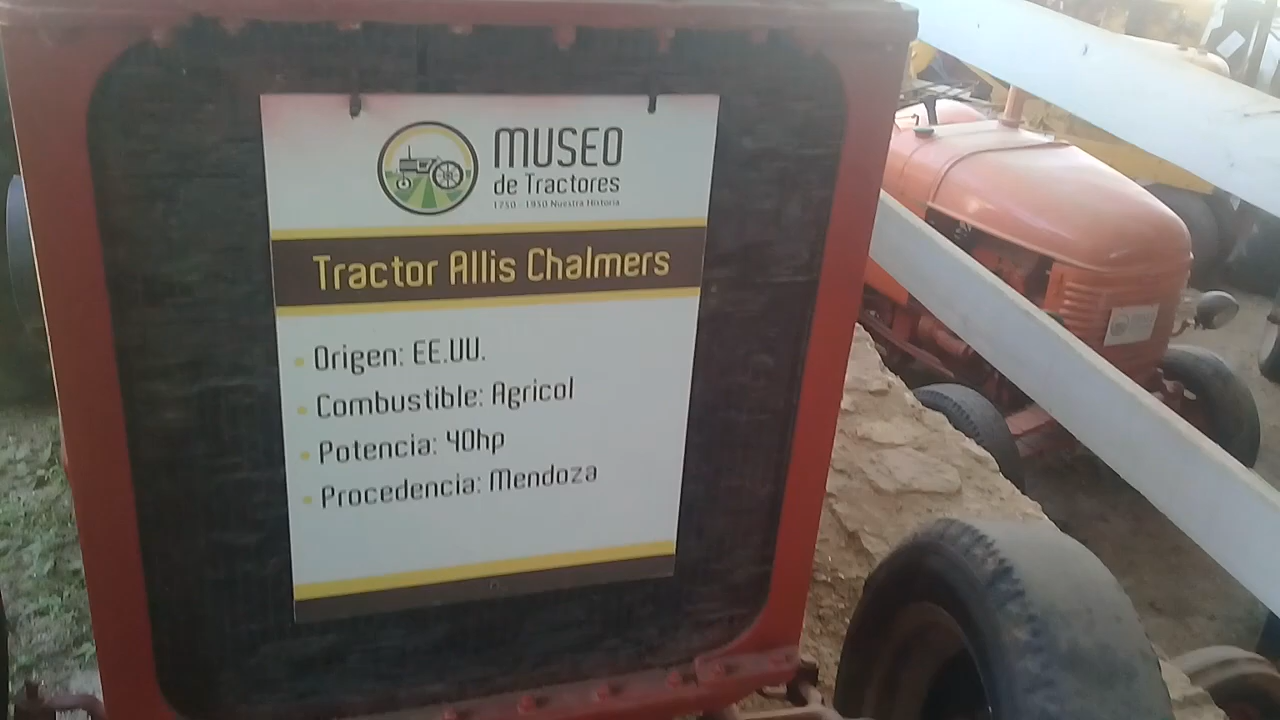 MUSEO
de Tractores
1750 - 1950 Nuestra Historia
Tractor Allis Chalmers
• Origen: EE.UU.
• Combustible: Agricol
• Potencia: 40hp
• Procedencia: Mendoza